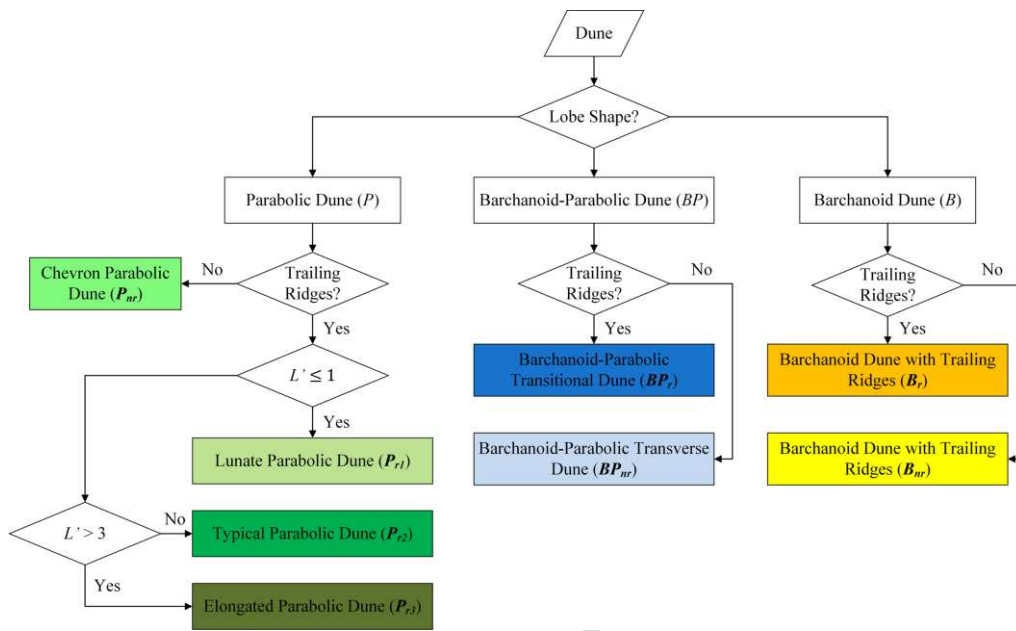 Dune
Lobe Shape?
Parabolic Dune (P)
Barchanoid-Parabolic Dune (BP)
Barchanoid Dune (B)
Chevron Parabolic
Dune (Pnr)
No
Trailing
Ridges?
Yes
Trailing
Ridges?
No
Yes
Trailing
Ridges?
No
Yes
L’ ≤ 1
Yes
Barchanoid-Parabolic
Transitional Dune (BPr)
Barchanoid Dune with Trailing
Ridges (Br)
Lunate Parabolic Dune (Pr1)
Barchanoid-Parabolic Transverse
Dune (BPnr)
Barchanoid Dune with Trailing
Ridges (Bnr)
L’ > 3
No
Typical Parabolic Dune (Pr2)
Yes
Elongated Parabolic Dune (Pr3)